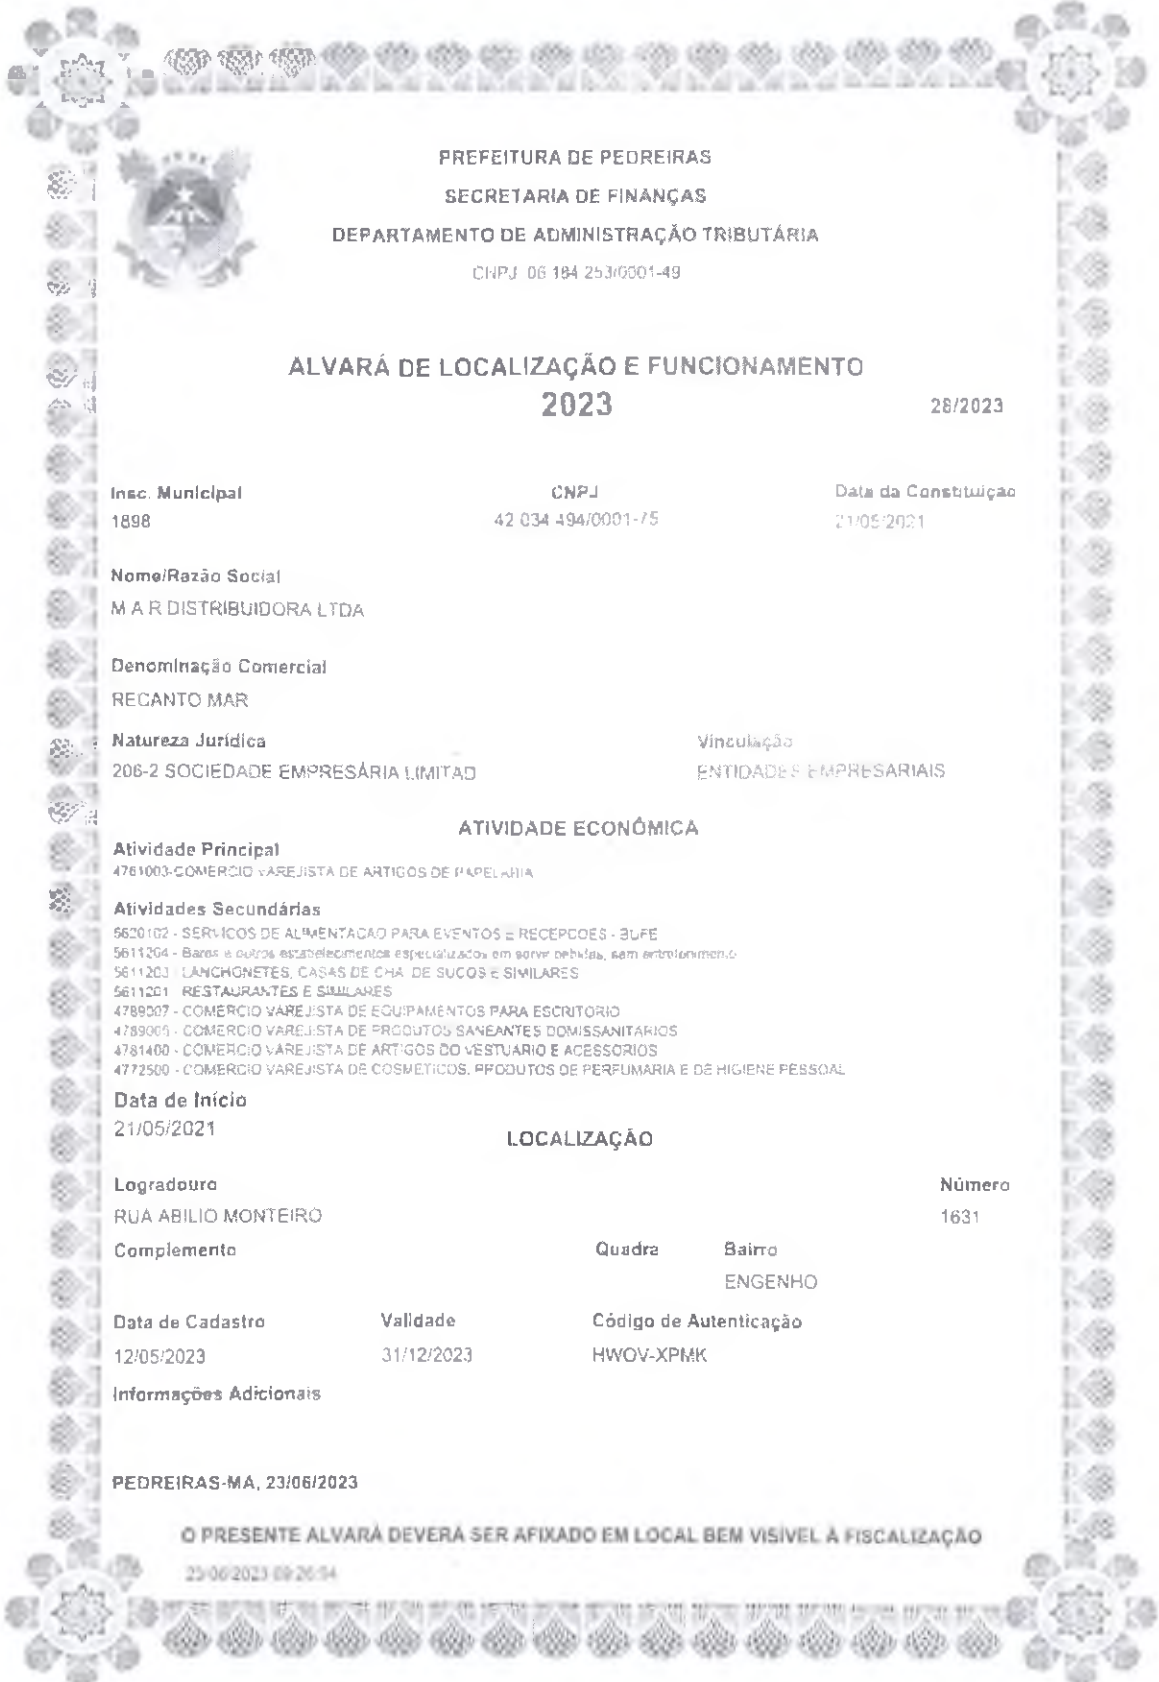 PREFEITURA DE PEDREIRAS
SECRETARIA DE FINANÇAS
DEPARTAMENTO DE ADMINISTRAÇÃO TRIBUTÁRIA
CNPJ 06 184 253/0001-49
ALVARÁ DE LOCALIZAÇÃO E FUNCIONAMENTO
2023
28/2023
Insc. Municipal CNPJ Data da Constituição
1898 42 034 494/0001-75 21/05/2021
Nome/Razão Social
M A R DISTRIBUIDORA LTDA
Denominação Comercial
RECANTO MAR
Natureza Jurídica Vinculação
206-2 SOCIEDADE EMPRESÁRIA LIMITAD ENTIDADES EMPRESARIAIS
ATIVIDADE ECONÔMICA
Atividade Principal
4761003-COMERCIO VAREJISTA DE ARTIGOS DE PAPELARIA
Atividades Secundárias
5620102 - SERVICOS DE ALIMENTACAO PARA EVENTOS E RECEPCOES - BUFE
5611204 - Bares e outros estabelecimentos especializados em servir bebidas, sem entretenimento
5611203 - LANCHONETES, CASAS DE CHA, DE SUCOS E SIMILARES
5611201 - RESTAURANTES E SIMILARES
4789007 - COMERCIO VAREJISTA DE EQUIPAMENTOS PARA ESCRITORIO
4789005 - COMERCIO VAREJISTA DE PRODUTOS SANEANTES DOMISSANITARIOS
4781400 - COMERCIO VAREJISTA DE ARTIGOS DO VESTUARIO E ACESSORIOS
4772500 - COMERCIO VAREJISTA DE COSMETICOS, PRODUTOS DE PERFUMARIA E DE HIGIENE PESSOAL
Data de Início
21/05/2021
LOCALIZAÇÃO
Logradouro Número
RUA ABILIO MONTEIRO 1631
Complemento Quadra Bairro
ENGENHO
Data de Cadastro Validade Código de Autenticação
12/05/2023 31/12/2023 HWOV-XPMK
Informações Adicionais
PEDREIRAS-MA, 23/06/2023
O PRESENTE ALVARÁ DEVERÁ SER AFIXADO EM LOCAL BEM VISÍVEL À FISCALIZAÇÃO